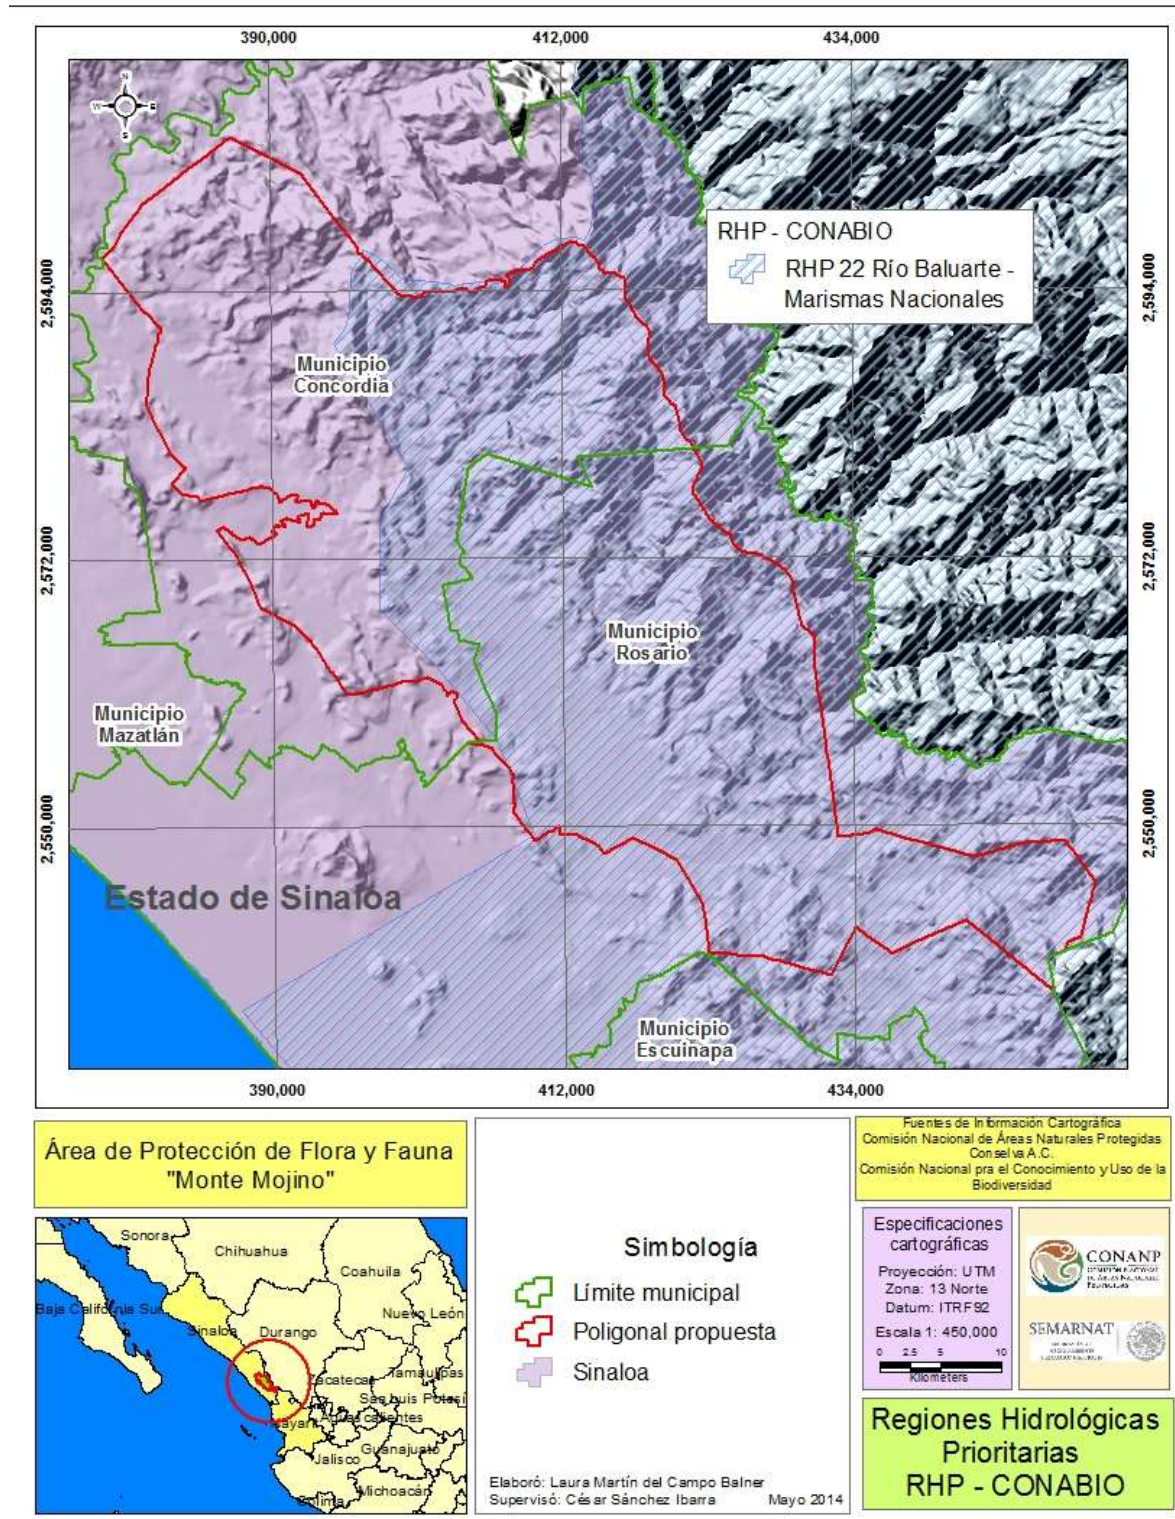 390,000
412,000
434,000
N
W
E
S
RHP - CONABIO
RHP 22 Río Baluarte -
Marismas Nacionales
2,594,000
2,594,000
Municipio
Concordia
2,572,000
2,572,000
Municipio
Rosario
Municipio
Mazatlán
2,550,000
2,550,000
Estado de Sinaloa
Municipio
Escuinapa
390,000
412,000
434,000
Área de Protección de Flora y Fauna
"Monte Mojino"
Sonora
Chihuahua
Coahuila
Baja California Sur
Nuevo León
Sinaloa
Durango
Zacatecas
Tamaulipas
San Luis Potosí
Aguascalientes
Nayarit
Guanajuato
Jalisco
Michoacán
Colima
Simbología
Límite municipal
Poligonal propuesta
Sinaloa
Elaboró: Laura Martín del Campo Balner
Supervisó: César Sánchez Ibarra
Mayo 2014
Fuentes de Información Cartográfica
Comisión Nacional de Áreas Naturales Protegidas
Conselva A.C.
Comisión Nacional pra el Conocimiento y Uso de la
Biodiversidad
Especificaciones
cartográficas
Proyección: UTM
Zona: 13 Norte
Datum: ITRF92
Escala 1: 450,000
0 2.5 5 10
Kilometers
CONANP
COMISIÓN NACIONAL
DE ÁREAS NATURALES
PROTEGIDAS
SEMARNAT
Regiones Hidrológicas
Prioritarias
RHP - CONABIO